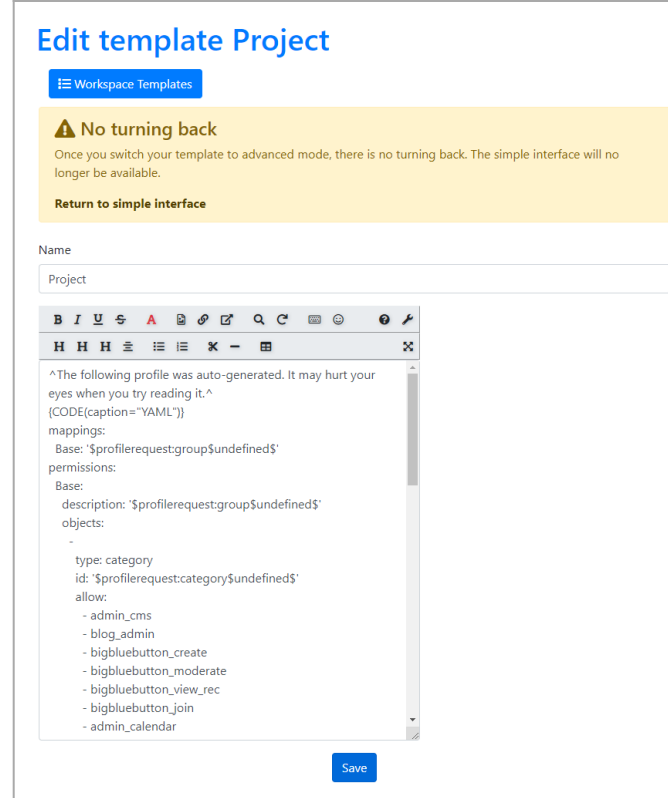 Edit template Project
Workspace Templates
No turning back
Once you switch your template to advanced mode, there is no turning back. The simple interface will no
longer be available.
Return to simple interface
Name
Project
B I U S A
H H H
^The following profile was auto-generated. It may hurt your
eyes when you try reading it.^
{CODE(caption="YAML")}
mappings:
  Base: '$profilerequest:group$undefined$'
permissions:
  Base:
    description: '$profilerequest:group$undefined$'
    objects:
      -
        type: category
        id: '$profilerequest:category$undefined$'
        allow:
          - admin_cms
          - blog_admin
          - bigbluebutton_create
          - bigbluebutton_moderate
          - bigbluebutton_view_rec
          - bigbluebutton_join
          - admin_calendar
Save